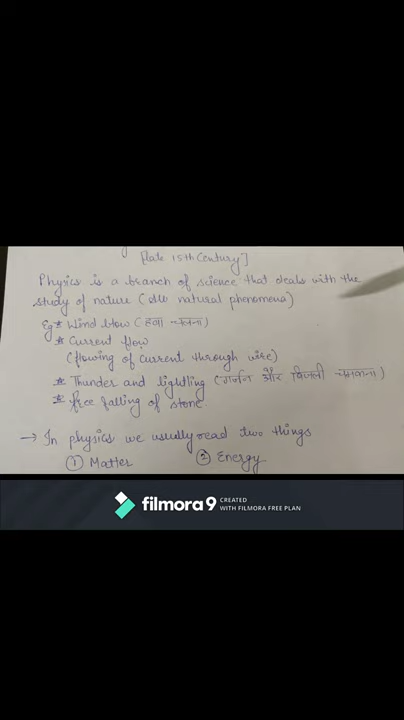 [late 15th Century]
Physics is a branch of science that deals with the
study of nature (All natural phenomena)
Eg * Wind blow (हवा चलना)
* Current flow
(flowing of current through wire)
* Thunder and lightling (गर्जन और बिजली चमकना)
* free falling of stone
→ In physics we usually read two things
① Matter ② Energy
filmora9 CREATED
WITH FILMORA FREE PLAN